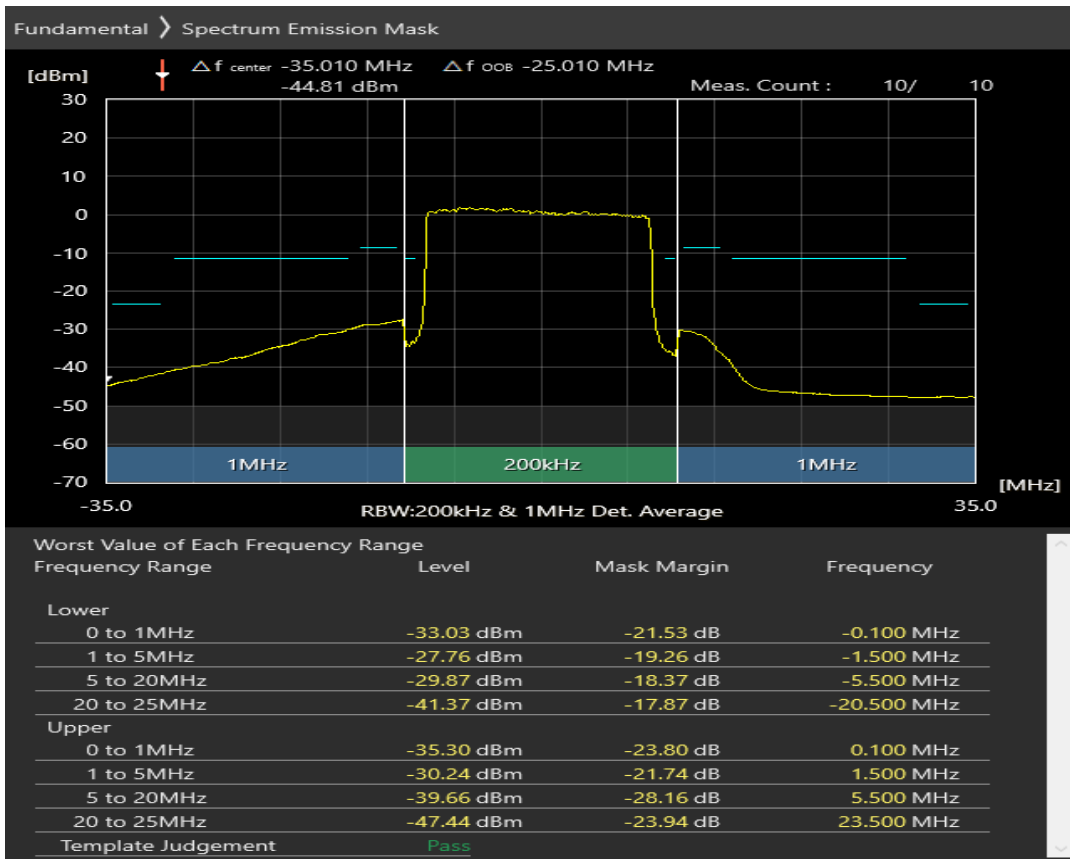 Fundamental ❯ Spectrum Emission Mask
[dBm] Δf center -35.010 MHz Δf OOB -25.010 MHz
-44.81 dBm Meas. Count : 10/ 10
30
20
10
0
-10
-20
-30
-40
-50
-60
-70
1MHz 200kHz 1MHz
[MHz]
-35.0 RBW:200kHz & 1MHz Det. Average 35.0
Worst Value of Each Frequency Range
Frequency Range Level Mask Margin Frequency
Lower
0 to 1MHz -33.03 dBm -21.53 dB -0.100 MHz
1 to 5MHz -27.76 dBm -19.26 dB -1.500 MHz
5 to 20MHz -29.87 dBm -18.37 dB -5.500 MHz
20 to 25MHz -41.37 dBm -17.87 dB -20.500 MHz
Upper
0 to 1MHz -35.30 dBm -23.80 dB 0.100 MHz
1 to 5MHz -30.24 dBm -21.74 dB 1.500 MHz
5 to 20MHz -39.66 dBm -28.16 dB 5.500 MHz
20 to 25MHz -47.44 dBm -23.94 dB 23.500 MHz
Template Judgement Pass